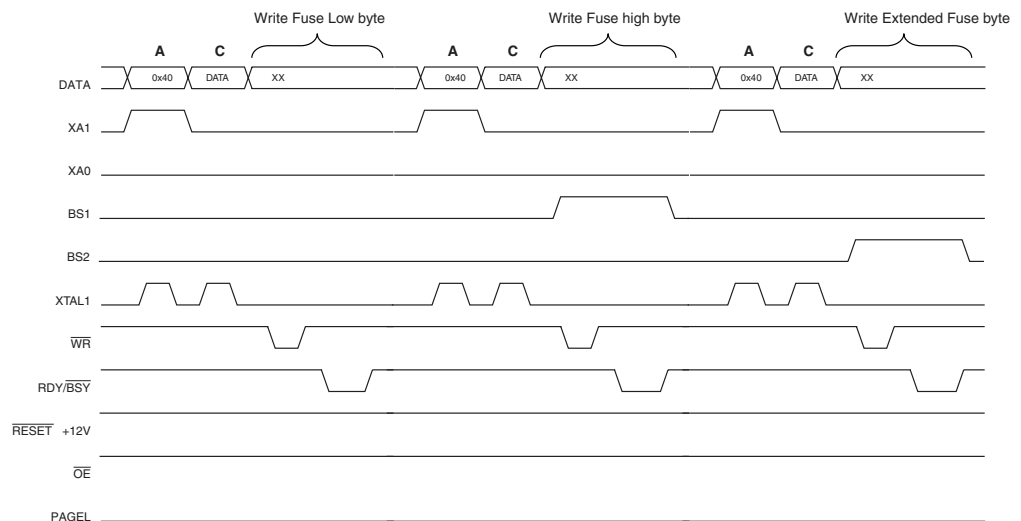 Write Fuse Low byte Write Fuse high byte Write Extended Fuse byte
A C A C A C
DATA 0x40 DATA XX 0x40 DATA XX 0x40 DATA XX
XA1
XA0
BS1
BS2
XTAL1
WR
RDY/BSY
RESET +12V
OE
PAGEL